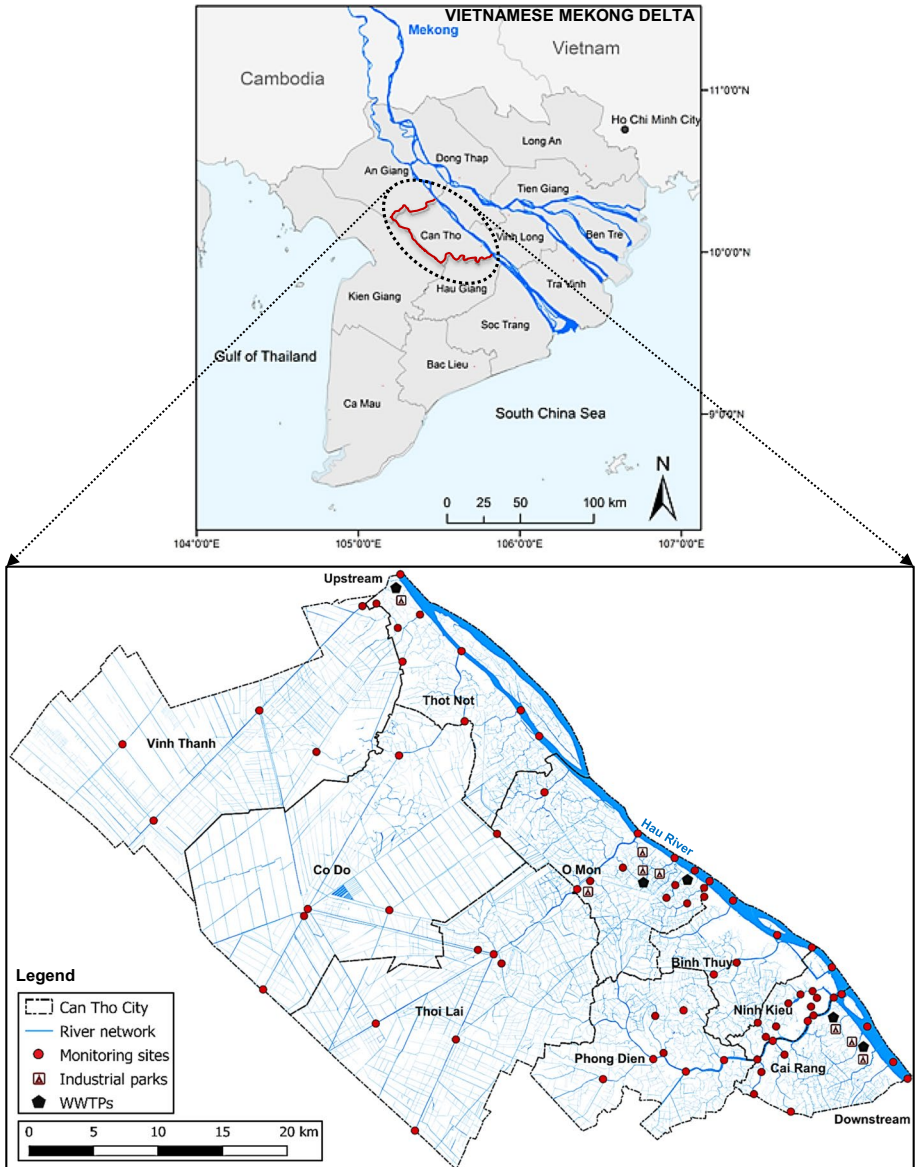 VIETNAMESE MEKONG DELTA
Mekong
Vietnam
Cambodia
11°0'0"N
Ho Chi Minh City
Long An
Dong Thap
An Giang
Tien Giang
Can Tho
Vinh Long
Ben Tre
10°0'0"N
Tra Vinh
Hau Giang
Kien Giang
Soc Trang
Gulf of Thailand
Bac Lieu
Ca Mau
South China Sea
9°0'0"N
N
0 25 50 100 km
104°0'0"E 105°0'0"E 106°0'0"E 107°0'0"E
Upstream
Thot Not
Vinh Thanh
Hau River
Co Do
O Mon
Binh Thuy
Ninh Kieu
Thoi Lai
Phong Dien
Cai Rang
Downstream
Legend
Can Tho City
River network
Monitoring sites
Industrial parks
WWTPs
0 5 10 15 20 km